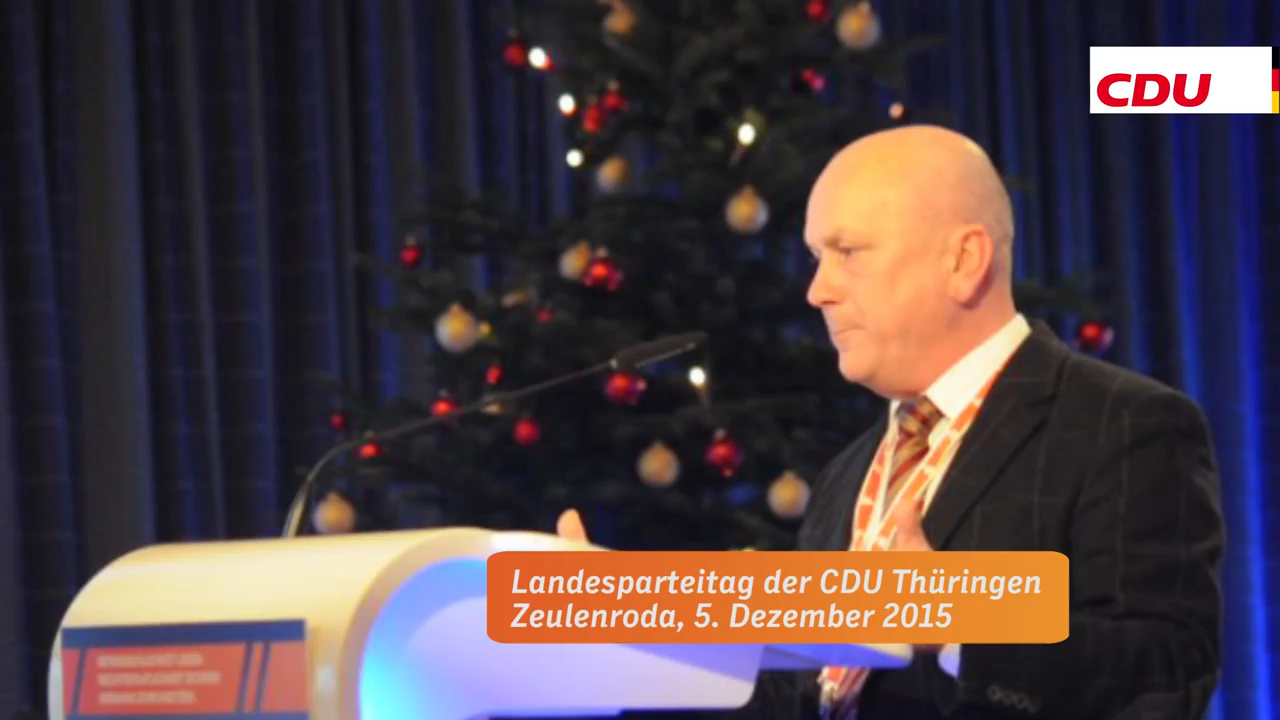 CDU
Landesparteitag der CDU Thüringen
Zeulenroda, 5. Dezember 2015